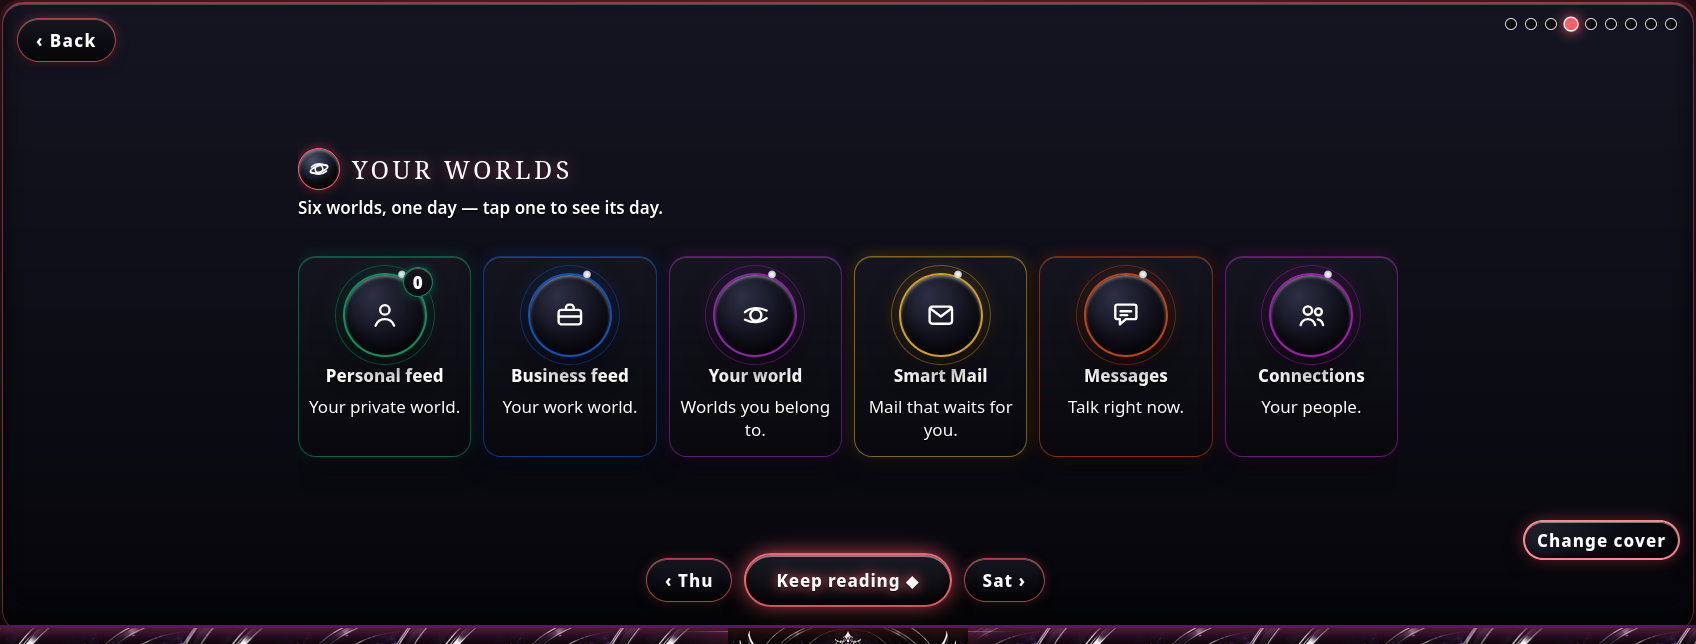 ‹ Back
YOUR WORLDS
Six worlds, one day — tap one to see its day.
0
Personal feed
Your private world.
Business feed
Your work world.
Your world
Worlds you belong
to.
Smart Mail
Mail that waits for
you.
Messages
Talk right now.
Connections
Your people.
Change cover
‹ Thu
Keep reading ◆
Sat ›